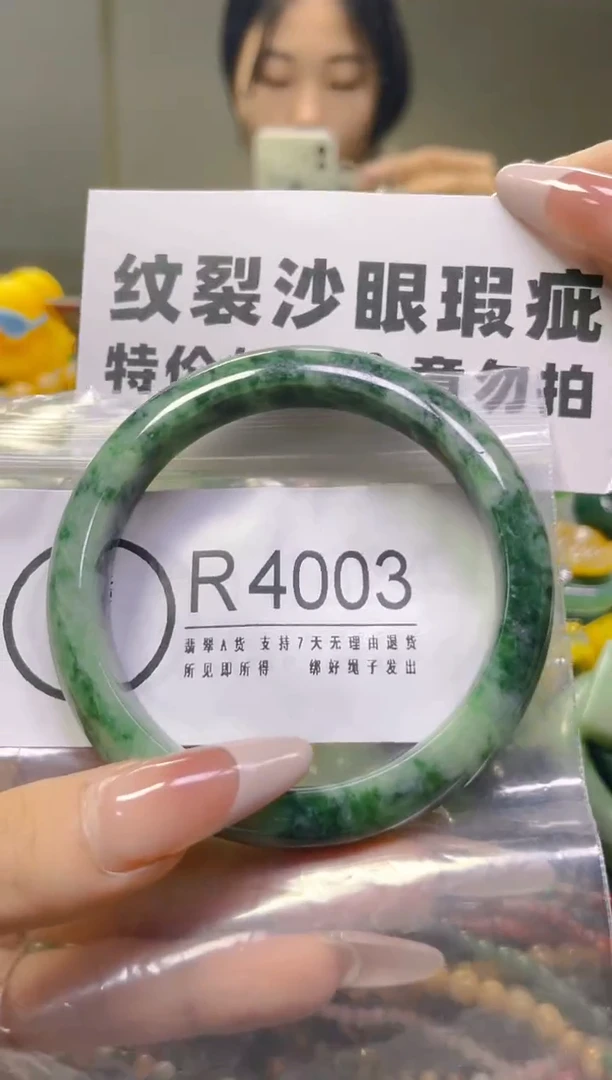 纹裂沙眼瑕疵
特价 意勿拍
R4003
翡翠A货 支持7天无理由退货
所见即所得 绑好绳子发出